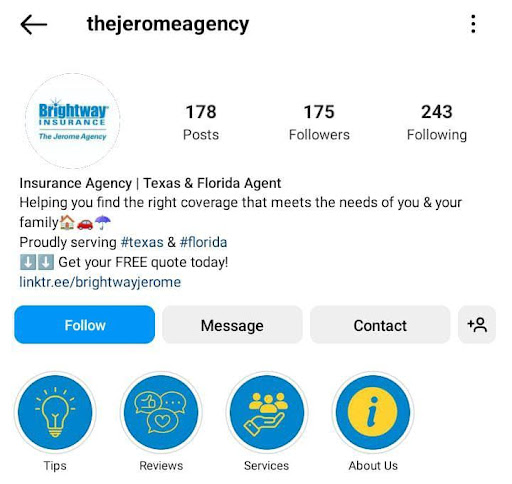 thejeromeagency
Brightway
INSURANCE
The Jerome Agency
178
Posts
175
Followers
243
Following
Insurance Agency | Texas & Florida Agent
Helping you find the right coverage that meets the needs of you & your
family🏠🚗☂️
Proudly serving #texas & #florida
⬇️⬇️ Get your FREE quote today!
linktr.ee/brightwayjerome
Follow
Message
Contact
Tips
Reviews
Services
About Us